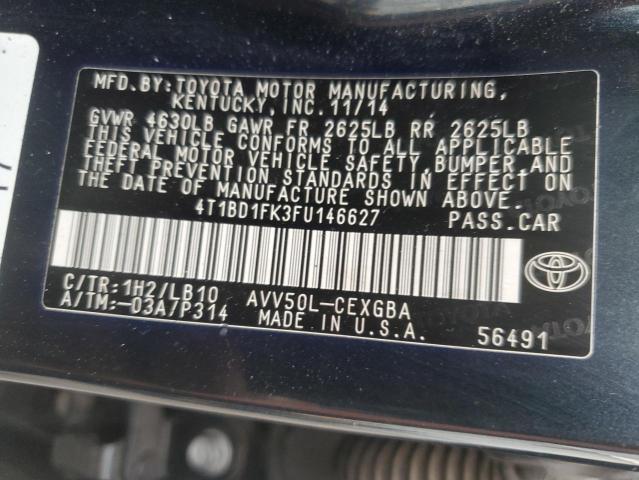 MFD.BY:TOYOTA MOTOR MANUFACTURING,
KENTUCKY,INC.11/14
GVWR 4630LB GAWR FR 2625LB RR 2625LB
THIS VEHICLE CONFORMS TO ALL APPLICABLE
FEDERAL MOTOR VEHICLE SAFETY,BUMPER,AND
THEFT PREVENTION STANDARDS IN EFFECT ON
THE DATE OF MANUFACTURE SHOWN ABOVE.
4T1BD1FK3FU146627 PASS.CAR
C/TR:1H2/LB10 AVV50L-CEXGBA
A/TM:-03A/P314 MADE IN U.S.A. 56491